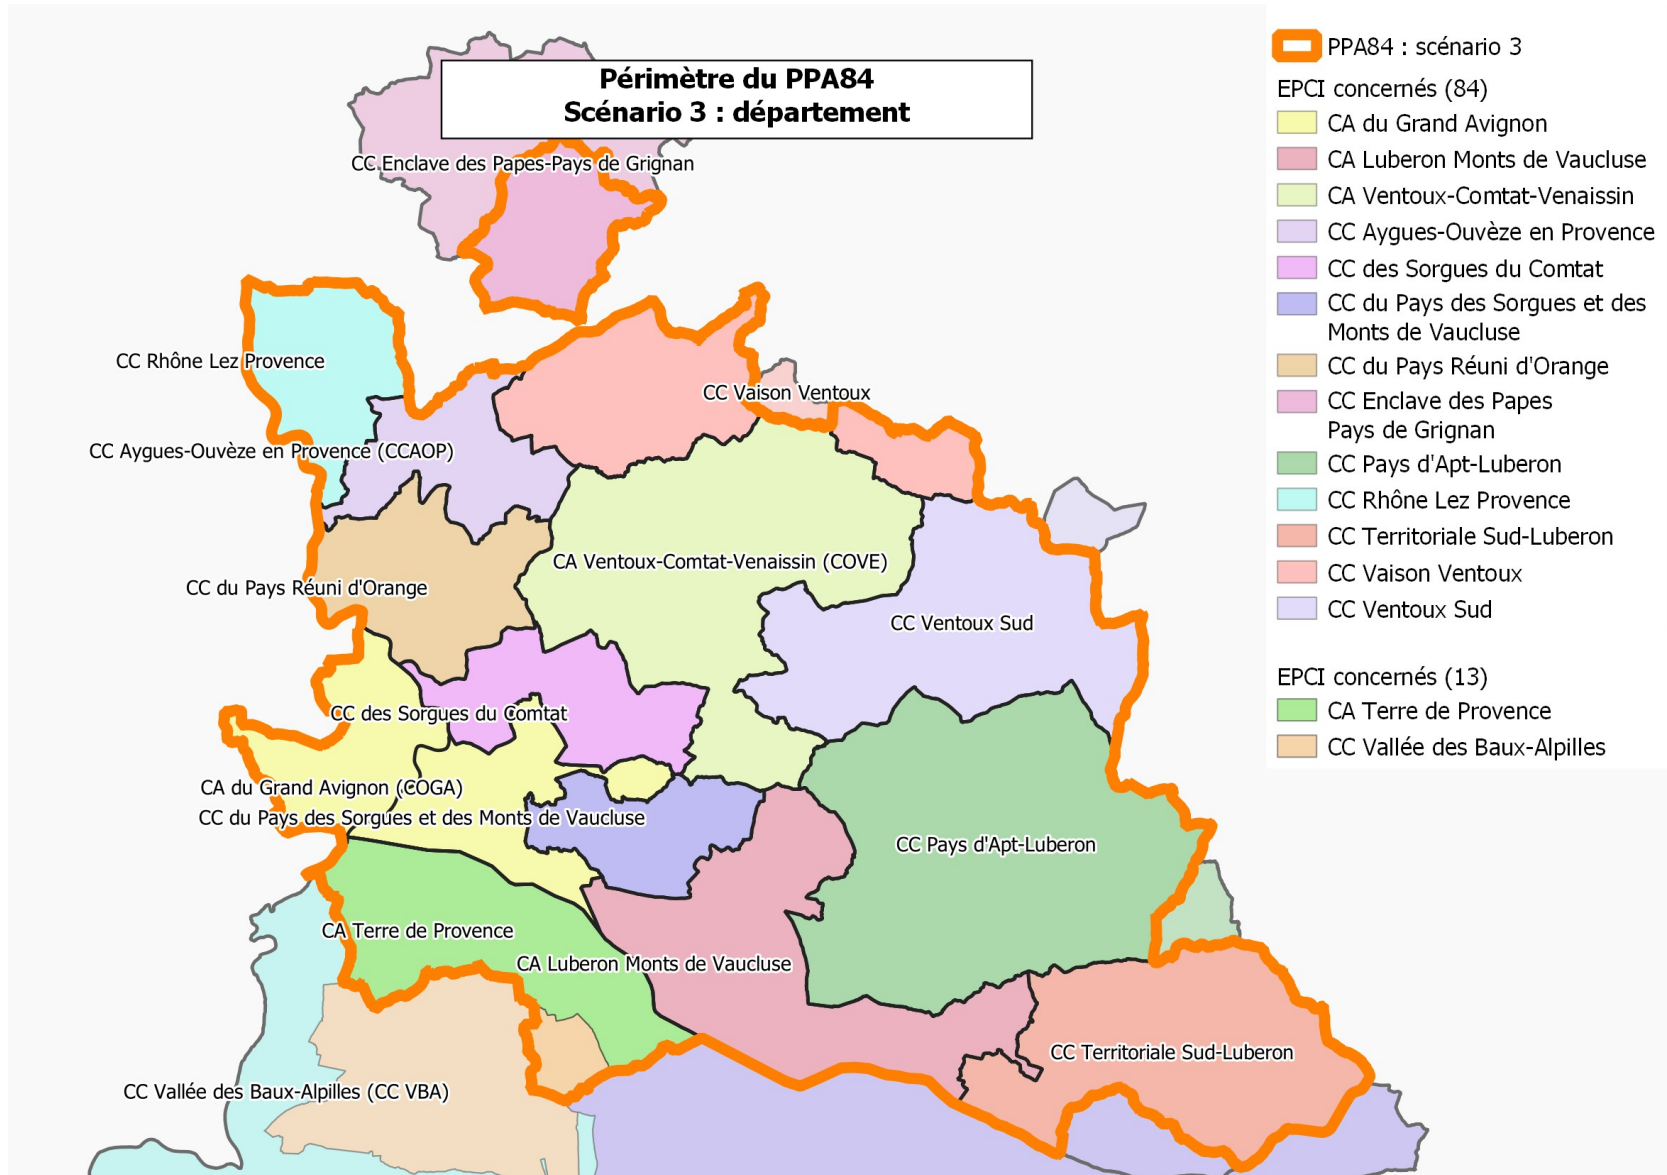 Périmètre du PPA84
Scénario 3 : département
CC Enclave des Papes-Pays de Grignan
CC Rhône Lez Provence
CC Vaison Ventoux
CC Aygues-Ouvèze en Provence (CCAOP)
CA Ventoux-Comtat-Venaissin (COVE)
CC du Pays Réuni d'Orange
CC Ventoux Sud
CC des Sorgues du Comtat
CA du Grand Avignon (COGA)
CC du Pays des Sorgues et des Monts de Vaucluse
CC Pays d'Apt-Luberon
CA Terre de Provence
CA Luberon Monts de Vaucluse
CC Territoriale Sud-Luberon
CC Vallée des Baux-Alpilles (CC VBA)
PPA84 : scénario 3
EPCI concernés (84)
CA du Grand Avignon
CA Luberon Monts de Vaucluse
CA Ventoux-Comtat-Venaissin
CC Aygues-Ouvèze en Provence
CC des Sorgues du Comtat
CC du Pays des Sorgues et des
Monts de Vaucluse
CC du Pays Réuni d'Orange
CC Enclave des Papes
Pays de Grignan
CC Pays d'Apt-Luberon
CC Rhône Lez Provence
CC Territoriale Sud-Luberon
CC Vaison Ventoux
CC Ventoux Sud
EPCI concernés (13)
CA Terre de Provence
CC Vallée des Baux-Alpilles